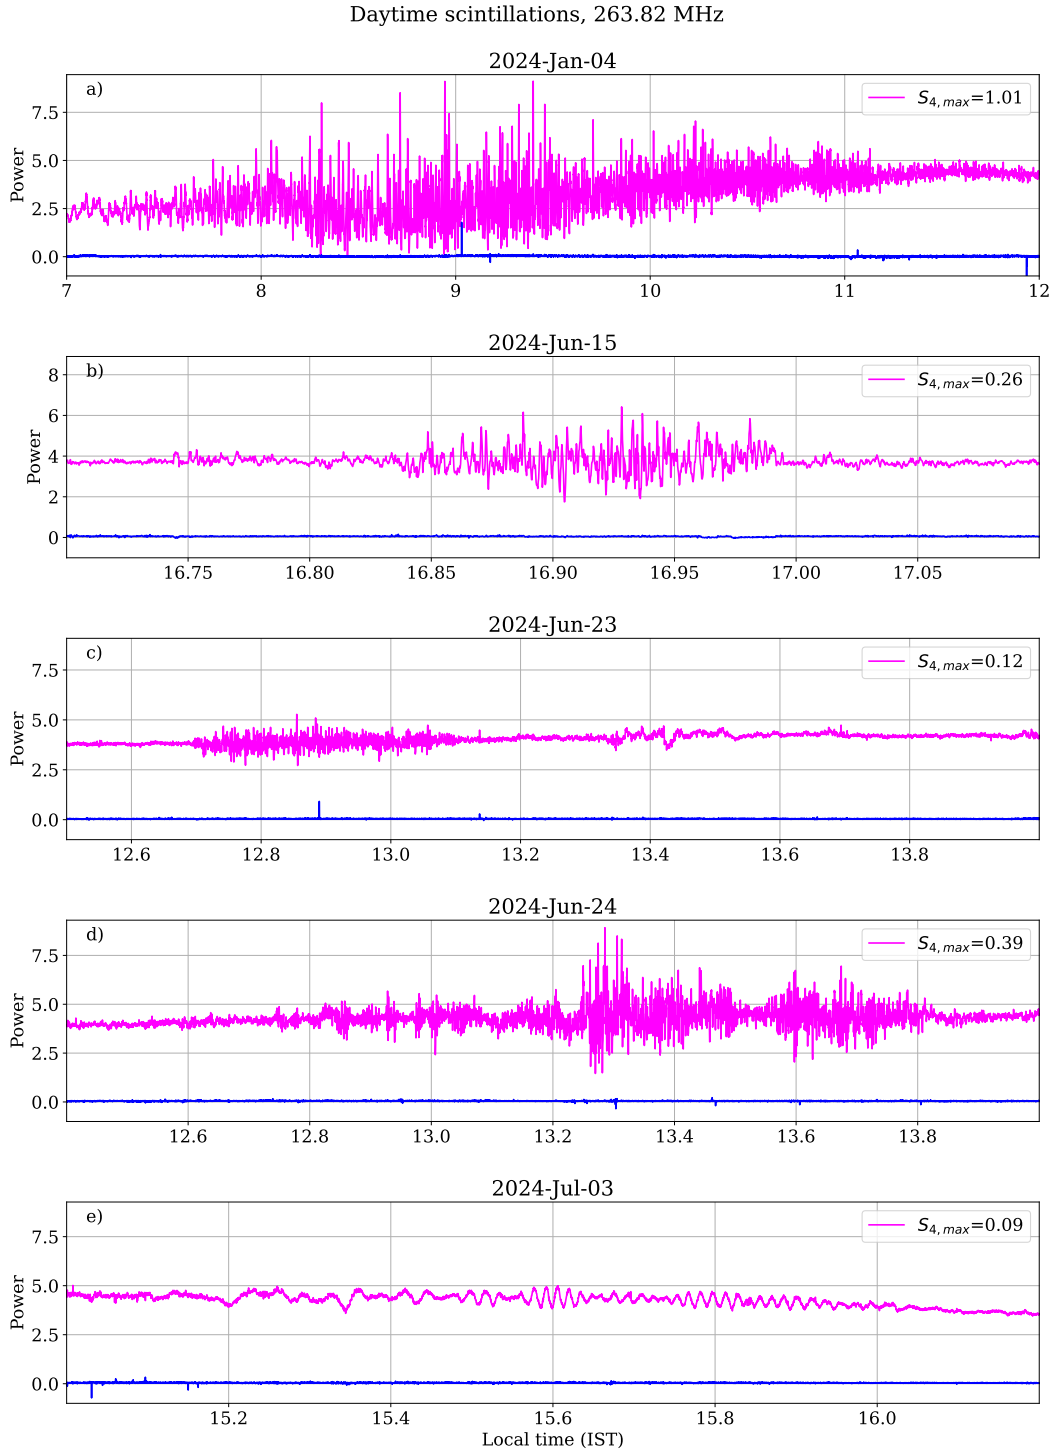 Daytime scintillations, 263.82 MHz
2024-Jan-04
a)
S4,max=1.01
Power
7.5
5.0
2.5
0.0
7 8 9 10 11 12
2024-Jun-15
b)
S4,max=0.26
Power
8
6
4
2
0
16.75 16.80 16.85 16.90 16.95 17.00 17.05
2024-Jun-23
c)
S4,max=0.12
Power
7.5
5.0
2.5
0.0
12.6 12.8 13.0 13.2 13.4 13.6 13.8
2024-Jun-24
d)
S4,max=0.39
Power
7.5
5.0
2.5
0.0
12.6 12.8 13.0 13.2 13.4 13.6 13.8
2024-Jul-03
e)
S4,max=0.09
Power
7.5
5.0
2.5
0.0
15.2 15.4 15.6 15.8 16.0
Local time (IST)